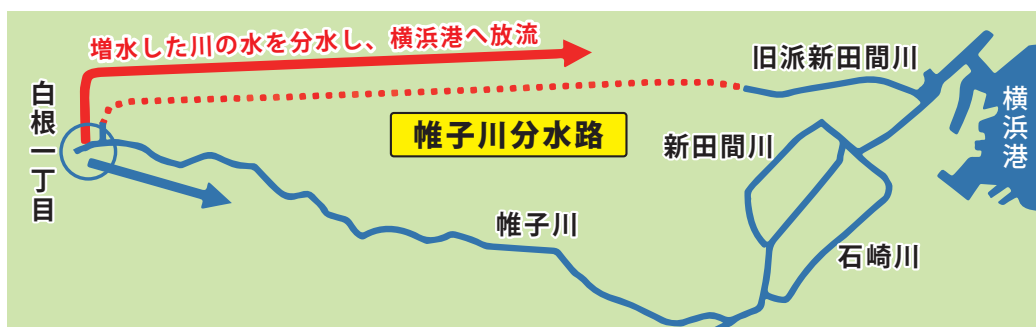 増水した川の水を分水し、横浜港へ放流
旧派新田間川
白根一丁目
横浜港
帷子川分水路
新田間川
帷子川
石崎川